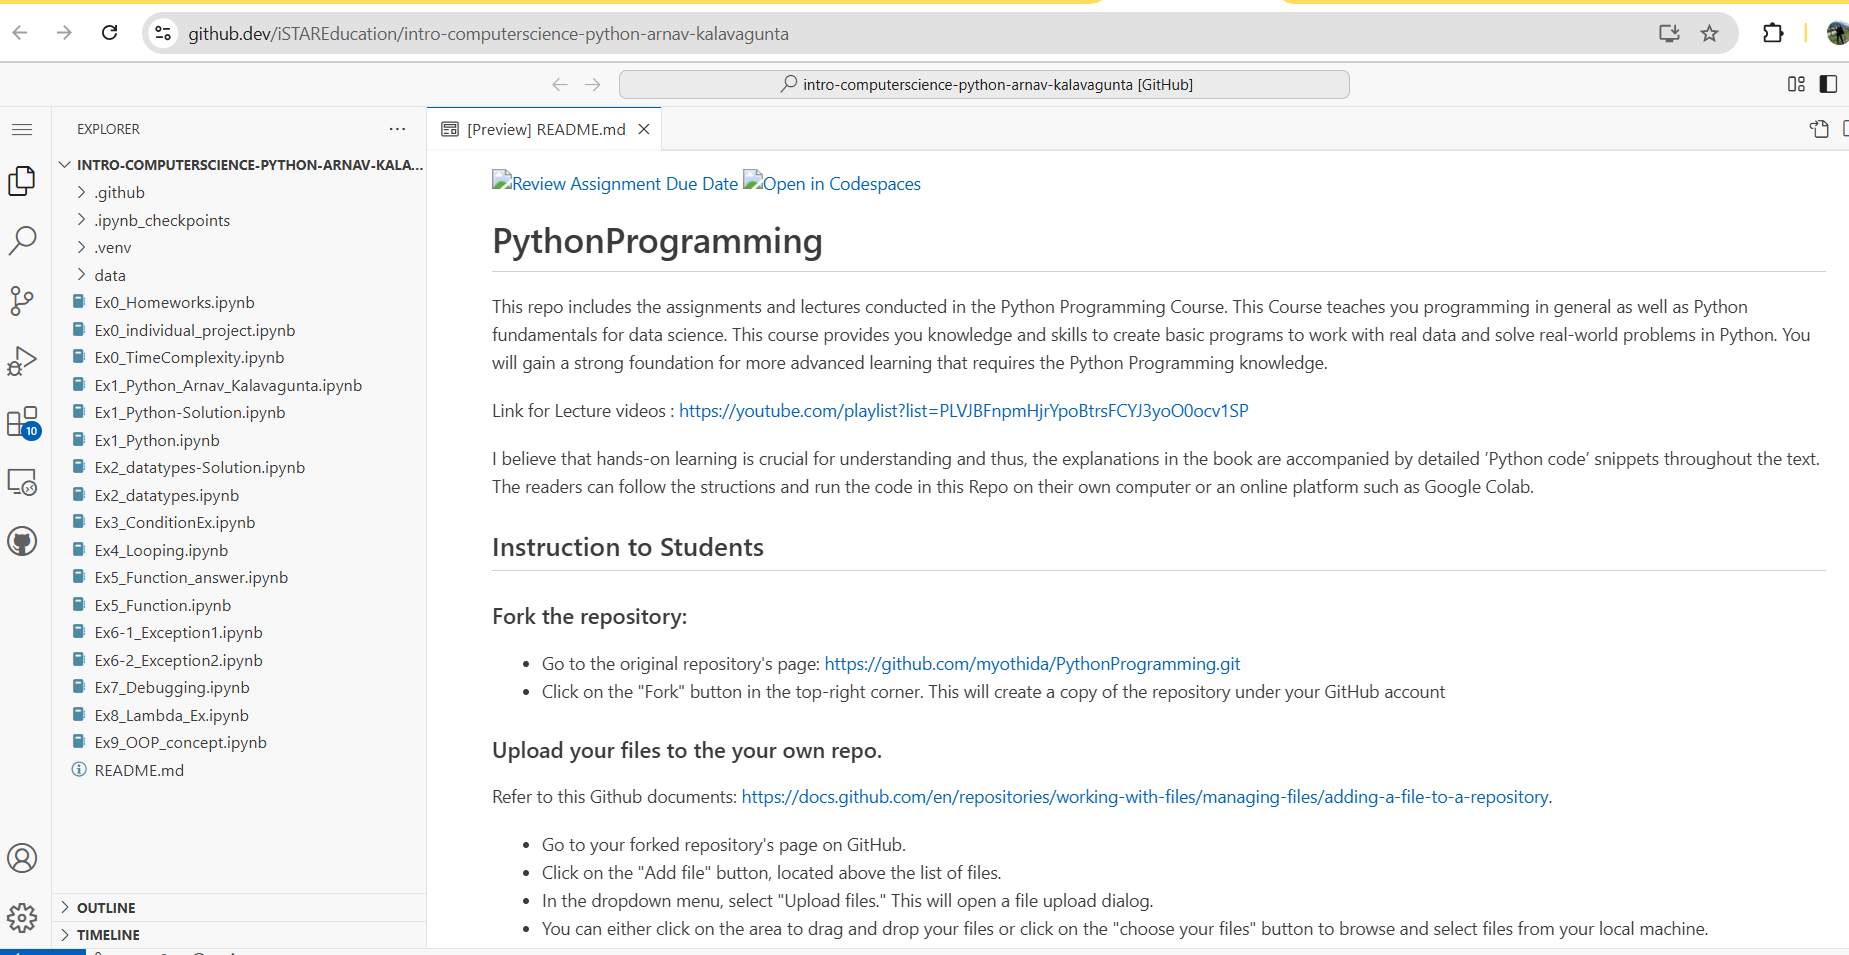 github.dev/iSTAREducation/intro-computerscience-python-arnav-kalavagunta
intro-computerscience-python-arnav-kalavagunta [GitHub]
EXPLORER
···
INTRO-COMPUTERSCIENCE-PYTHON-ARNAV-KALA...
.github
.ipynb_checkpoints
.venv
data
Ex0_Homeworks.ipynb
Ex0_individual_project.ipynb
Ex0_TimeComplexity.ipynb
Ex1_Python_Arnav_Kalavagunta.ipynb
Ex1_Python-Solution.ipynb
Ex1_Python.ipynb
Ex2_datatypes-Solution.ipynb
Ex2_datatypes.ipynb
Ex3_ConditionEx.ipynb
Ex4_Looping.ipynb
Ex5_Function_answer.ipynb
Ex5_Function.ipynb
Ex6-1_Exception1.ipynb
Ex6-2_Exception2.ipynb
Ex7_Debugging.ipynb
Ex8_Lambda_Ex.ipynb
Ex9_OOP_concept.ipynb
README.md
OUTLINE
TIMELINE
10
[Preview] README.md
Review Assignment Due Date Open in Codespaces
PythonProgramming
This repo includes the assignments and lectures conducted in the Python Programming Course. This Course teaches you programming in general as well as Python
fundamentals for data science. This course provides you knowledge and skills to create basic programs to work with real data and solve real-world problems in Python. You
will gain a strong foundation for more advanced learning that requires the Python Programming knowledge.
Link for Lecture videos : https://youtube.com/playlist?list=PLVJBFnpmHjrYpoBtrsFCYJ3yoO0ocv1SP
I believe that hands-on learning is crucial for understanding and thus, the explanations in the book are accompanied by detailed ‘Python code’ snippets throughout the text.
The readers can follow the structions and run the code in this Repo on their own computer or an online platform such as Google Colab.
Instruction to Students
Fork the repository:
• Go to the original repository's page: https://github.com/myothida/PythonProgramming.git
• Click on the "Fork" button in the top-right corner. This will create a copy of the repository under your GitHub account
Upload your files to the your own repo.
Refer to this Github documents: https://docs.github.com/en/repositories/working-with-files/managing-files/adding-a-file-to-a-repository.
• Go to your forked repository's page on GitHub.
• Click on the "Add file" button, located above the list of files.
• In the dropdown menu, select "Upload files." This will open a file upload dialog.
• You can either click on the area to drag and drop your files or click on the "choose your files" button to browse and select files from your local machine.